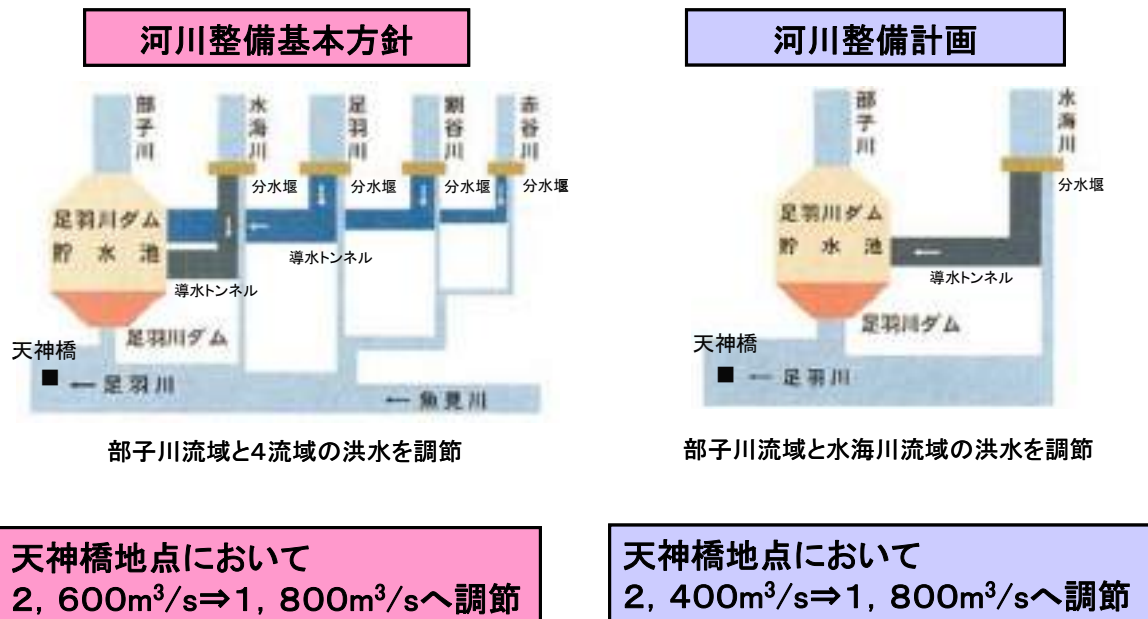 河川整備基本方針
部子川
水海川
足羽川
割谷川
赤谷川
分水堰
分水堰
分水堰
分水堰
足羽川ダム
貯水池
導水トンネル
導水トンネル
足羽川ダム
天神橋
■ ← 足羽川
← 魚見川
部子川流域と4流域の洪水を調節
天神橋地点において
2,600m³/s⇒1,800m³/sへ調節
河川整備計画
部子川
水海川
分水堰
足羽川ダム
貯水池
導水トンネル
足羽川ダム
天神橋
■ ← 足羽川
部子川流域と水海川流域の洪水を調節
天神橋地点において
2,400m³/s⇒1,800m³/sへ調節